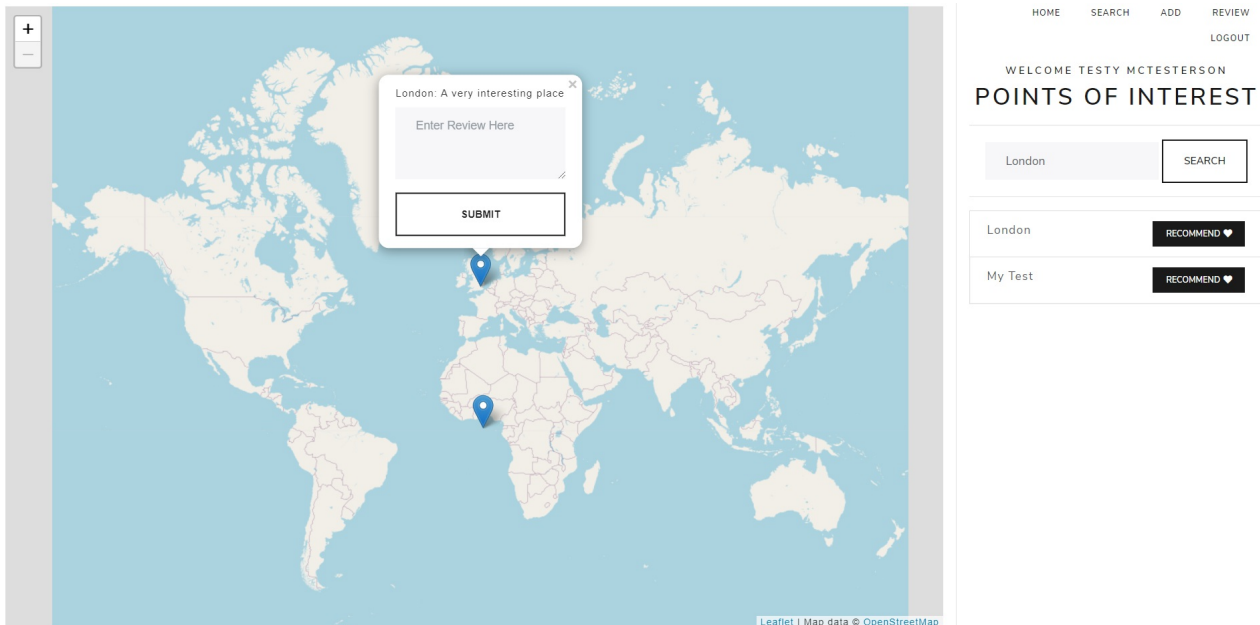 +
−
London: A very interesting place ×
Enter Review Here
SUBMIT
Leaflet | Map data © OpenStreetMap
HOME SEARCH ADD REVIEW
LOGOUT
WELCOME TESTY MCTESTERSON
POINTS OF INTEREST
London SEARCH
London RECOMMEND
My Test RECOMMEND